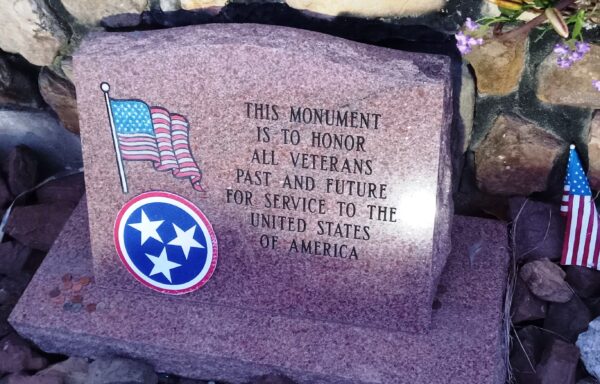 THIS MONUMENT
IS TO HONOR
ALL VETERANS
PAST AND FUTURE
FOR SERVICE TO THE
UNITED STATES
OF AMERICA